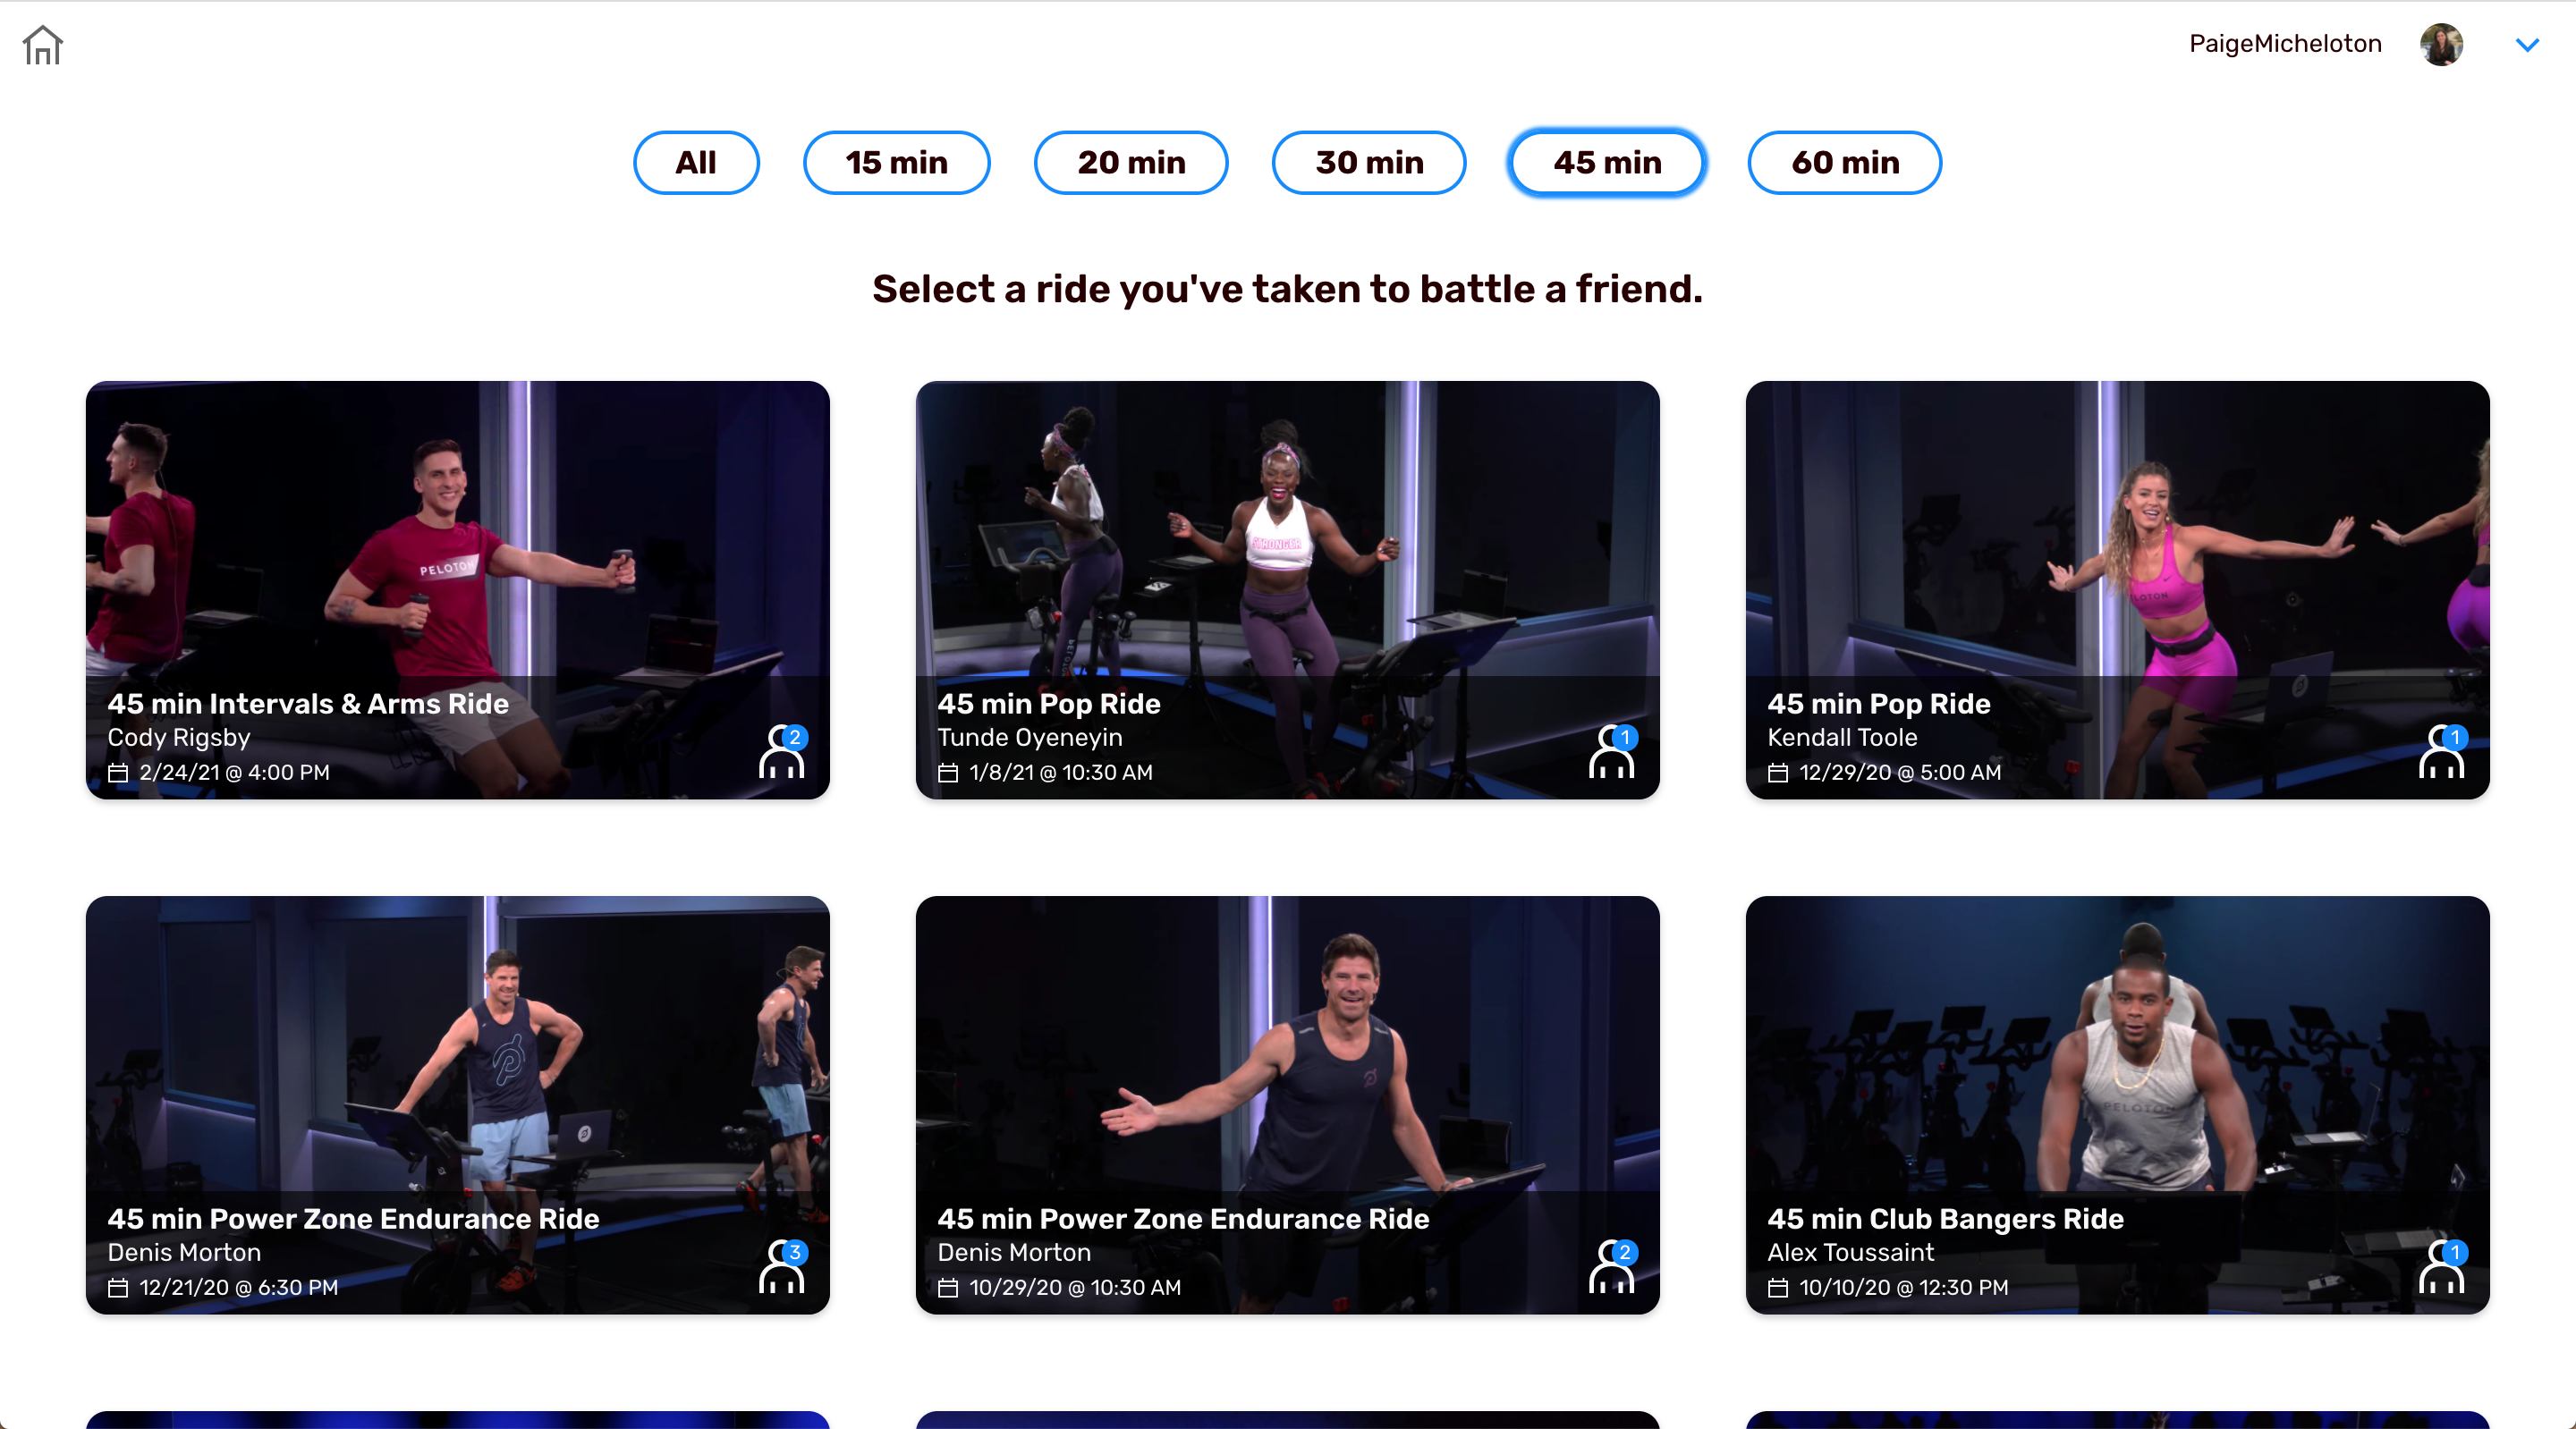 PaigeMicheloton
All
15 min
20 min
30 min
45 min
60 min
Select a ride you've taken to battle a friend.
PELOTON
45 min Intervals & Arms Ride
Cody Rigsby
2/24/21 @ 4:00 PM
2
STRONGER
45 min Pop Ride
Tunde Oyeneyin
1/8/21 @ 10:30 AM
1
PELOTON
45 min Pop Ride
Kendall Toole
12/29/20 @ 5:00 AM
1
45 min Power Zone Endurance Ride
Denis Morton
12/21/20 @ 6:30 PM
3
45 min Power Zone Endurance Ride
Denis Morton
10/29/20 @ 10:30 AM
2
PELOTON
45 min Club Bangers Ride
Alex Toussaint
10/10/20 @ 12:30 PM
1